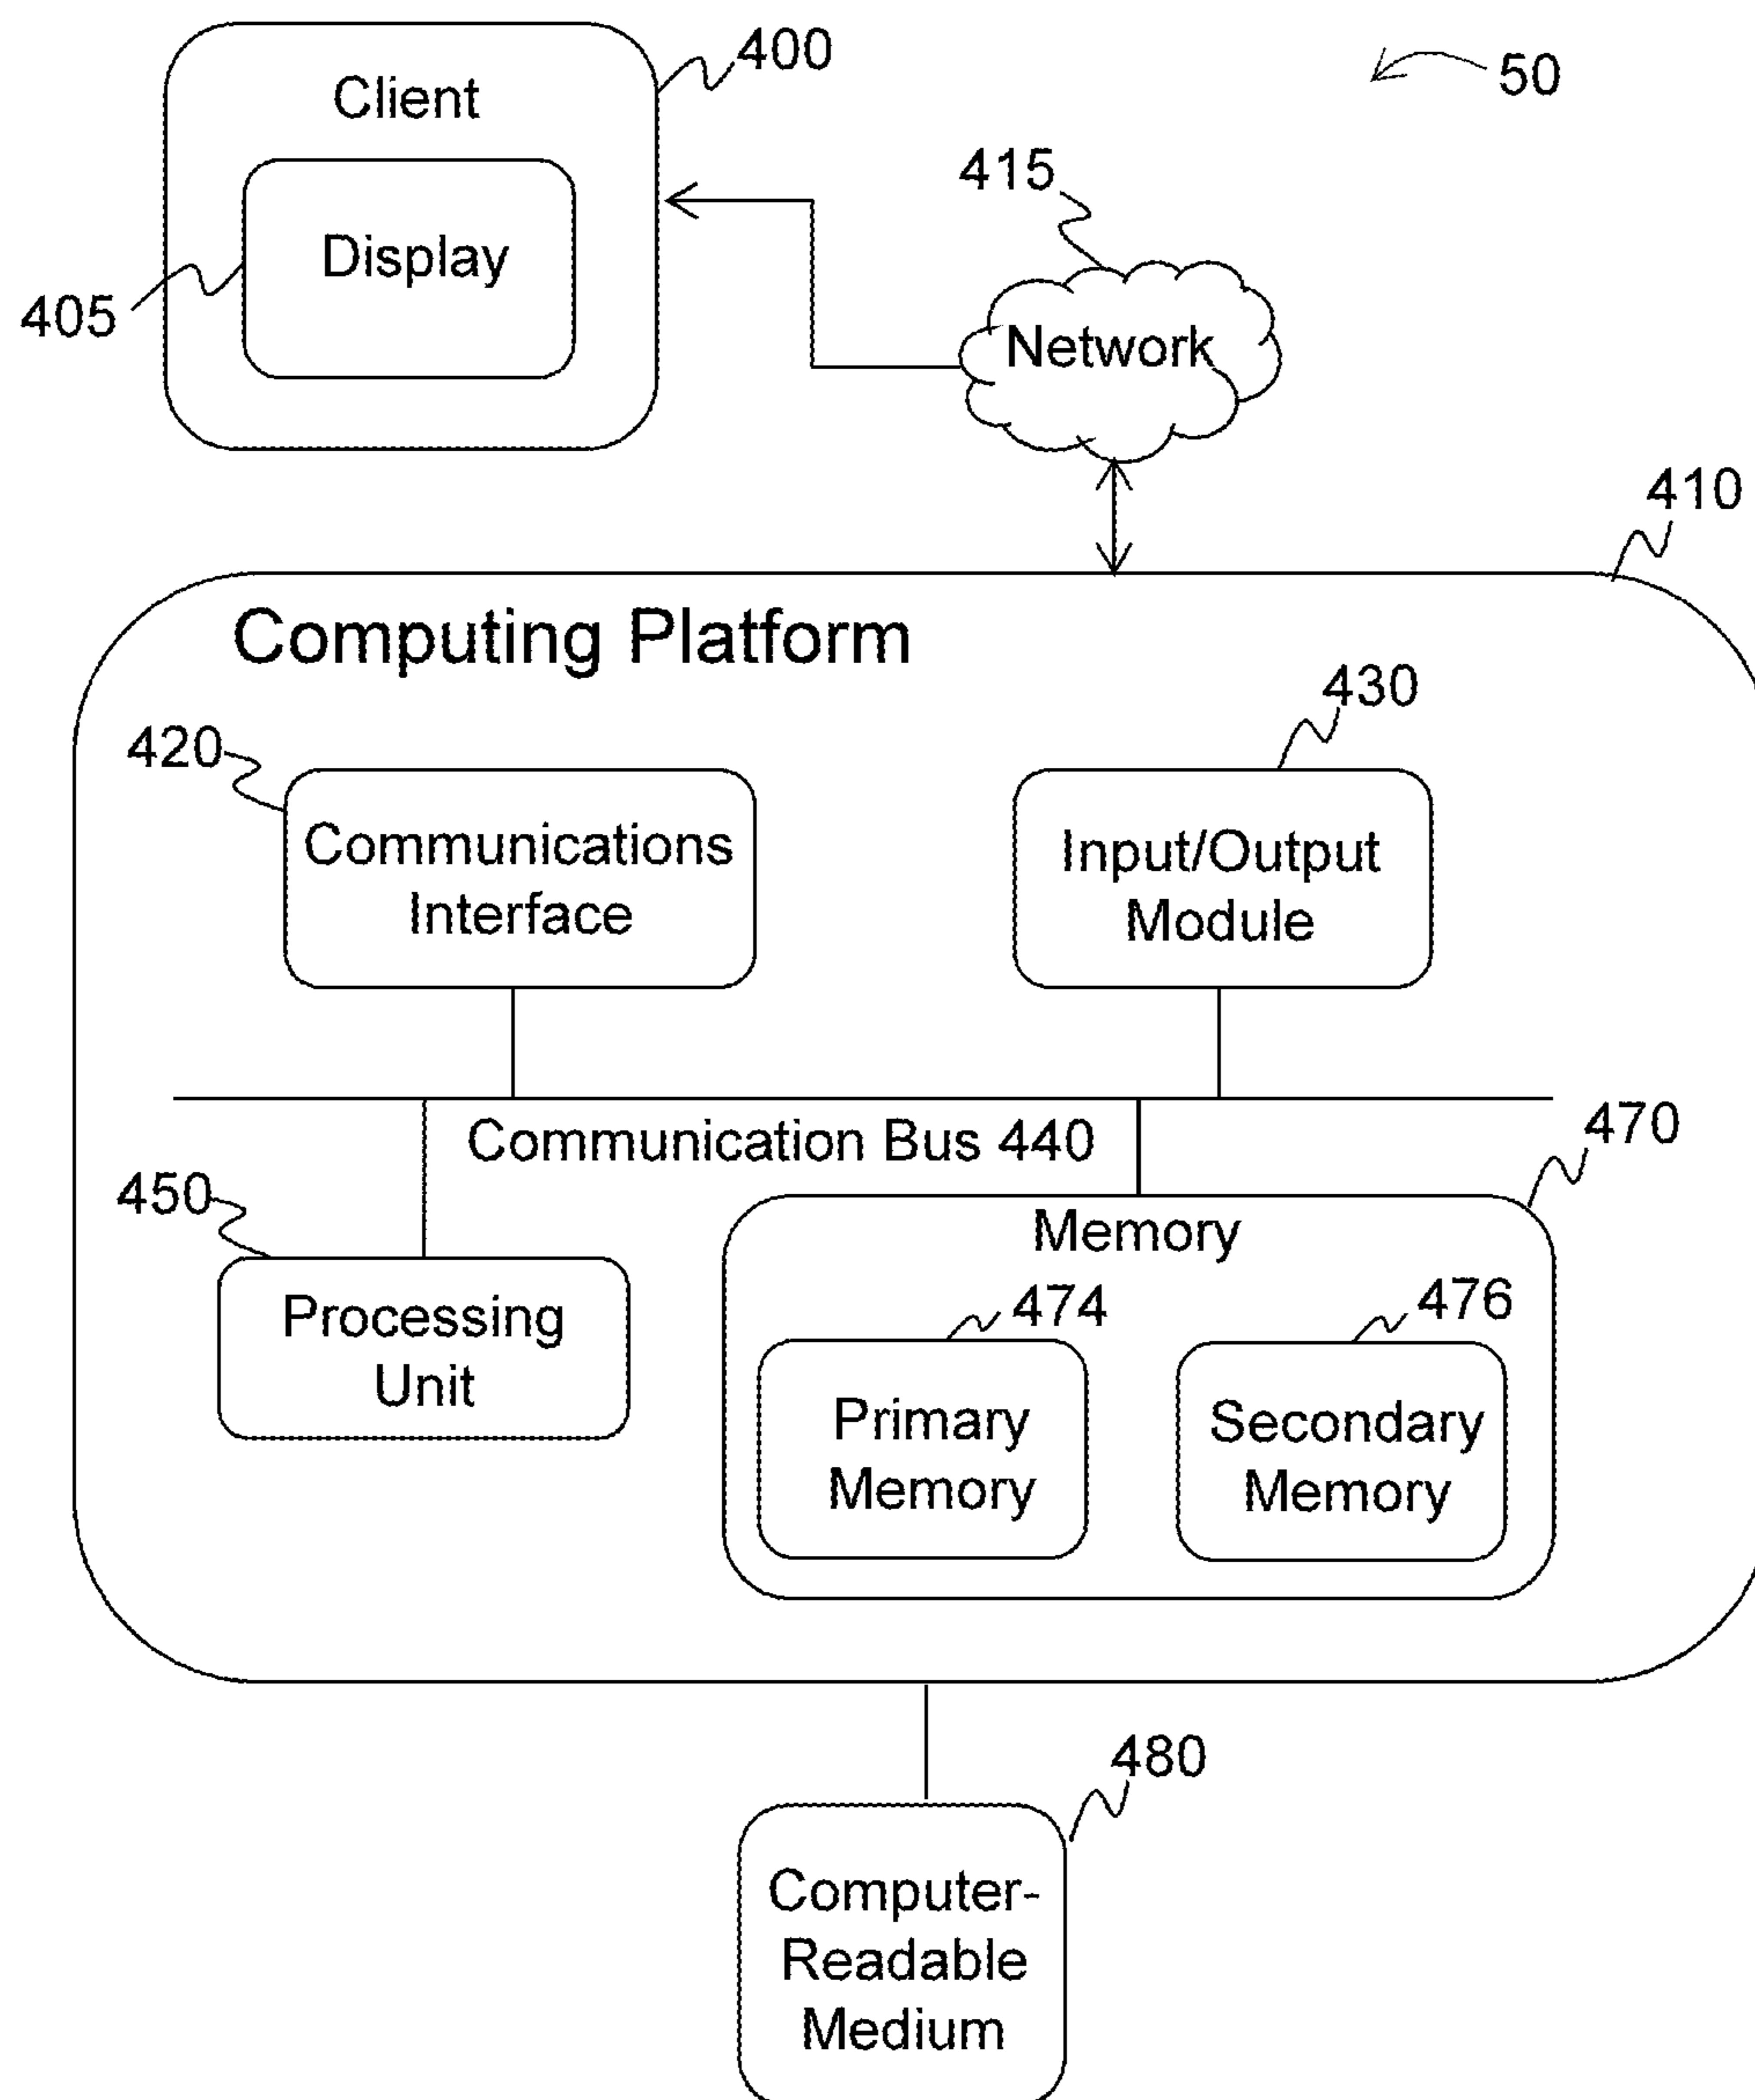 400
50
Client
415
Display
405
Network
410
Computing Platform
430
420
Communications
Interface
Input/Output
Module
Communication Bus 440
470
450
Memory
474
476
Processing
Unit
Primary
Memory
Secondary
Memory
480
Computer-
Readable
Medium